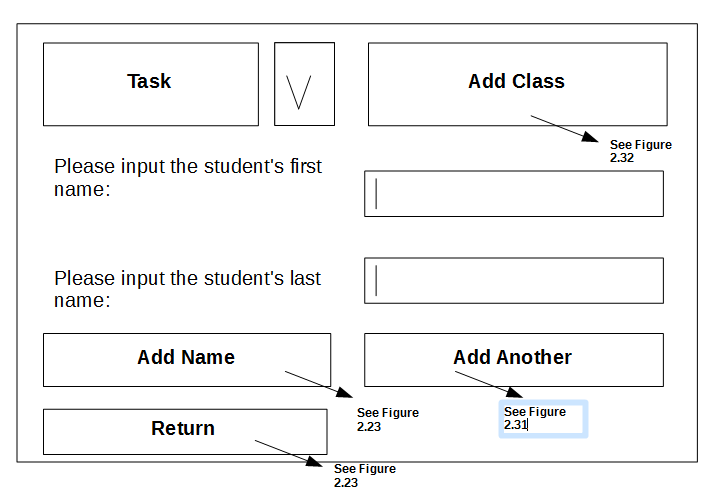 Task
Add Class
See Figure
2.32
Please input the student's first
name:
Please input the student's last
name:
Add Name
Add Another
See Figure
2.23
See Figure
2.31
Return
See Figure
2.23